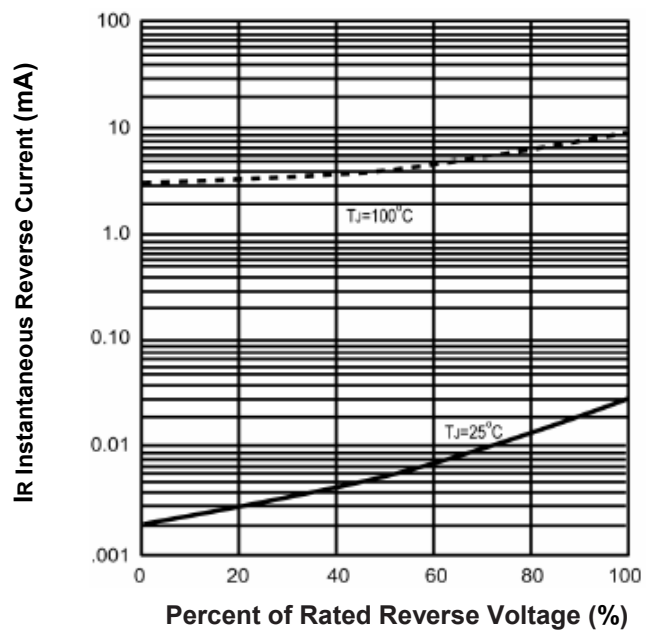 IR Instantaneous Reverse Current (mA)
100
10
1.0
0.10
0.01
.001
TJ=100°C
TJ=25°C
0 20 40 60 80 100
Percent of Rated Reverse Voltage (%)